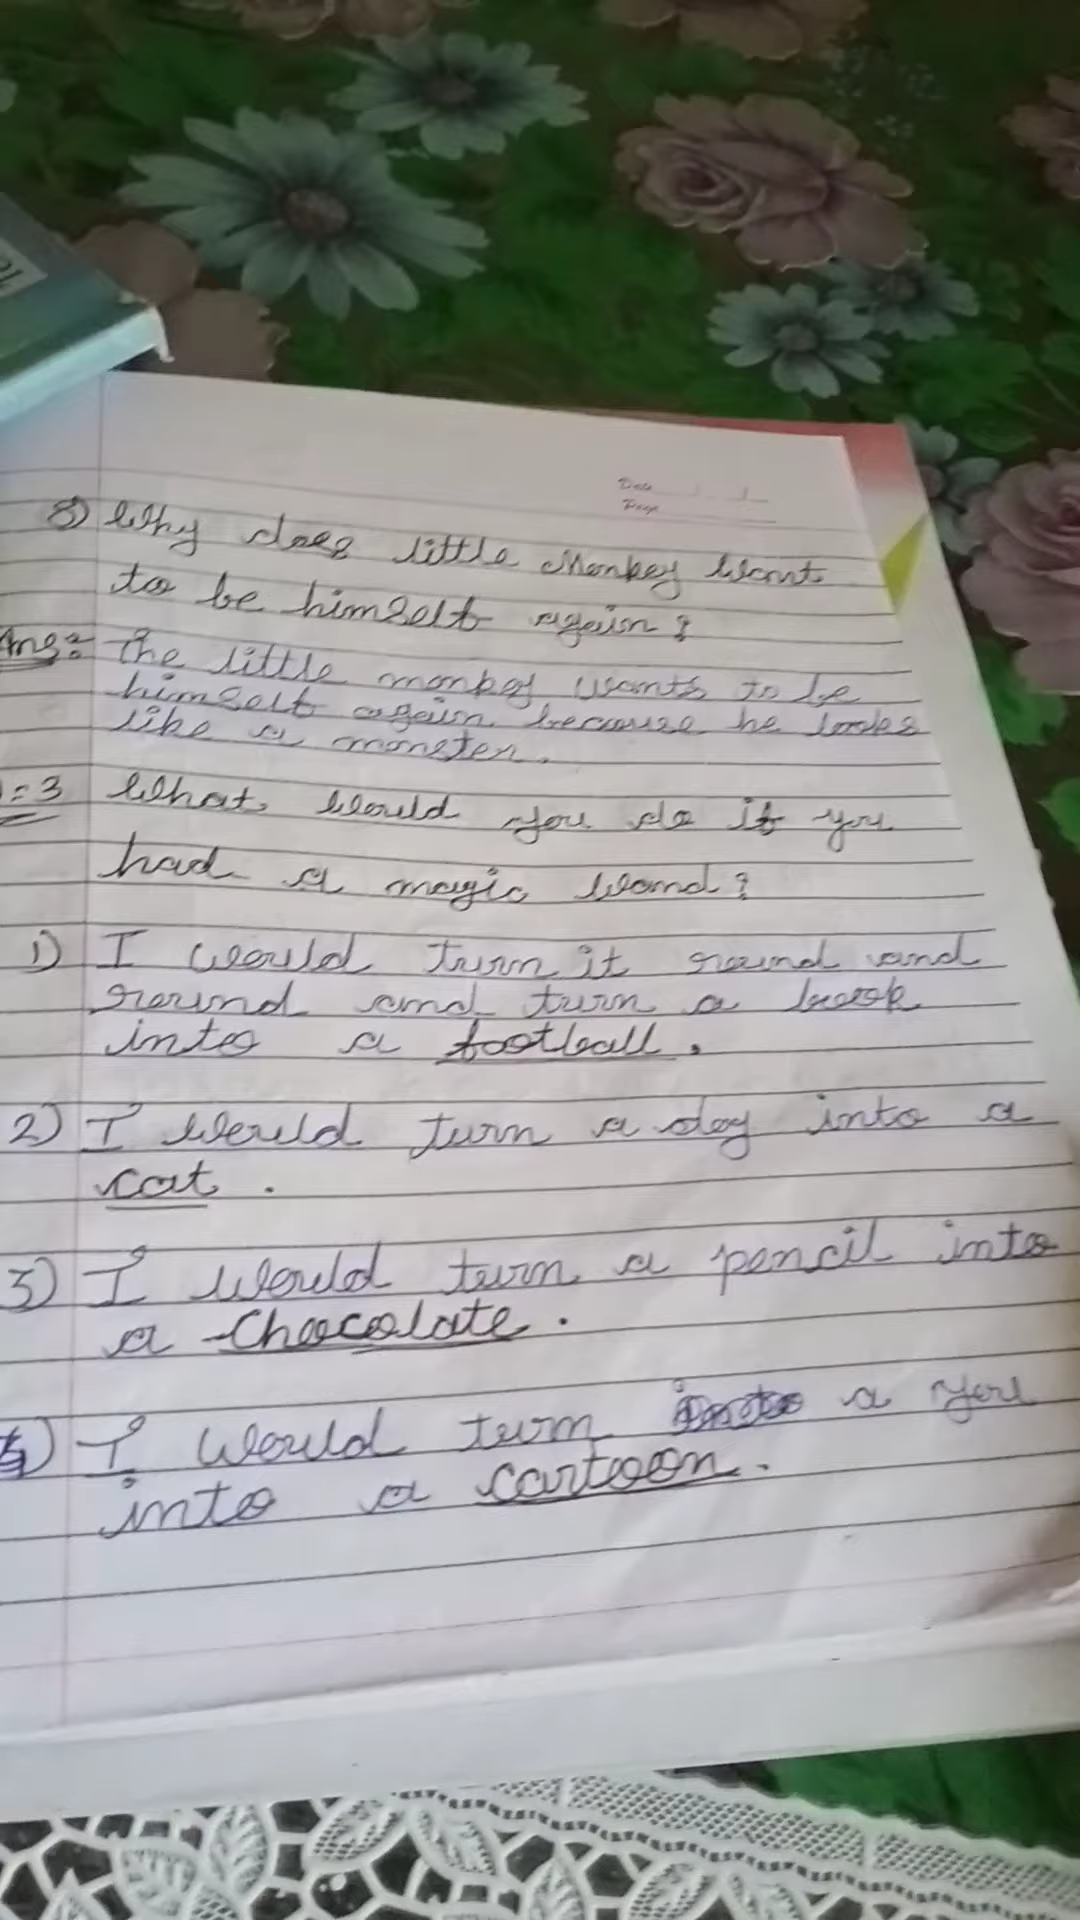 Date
Page
8) Why does little Monkey Want
to be himself again?
Ans: The little monkey wants to be
himself again because he looks
like a monster.
=3 What would you do if you
had a magic Wand?
1) I would turn it round and
round and turn a book
into a football.
2) I would turn a dog into a
cat.
3) I would turn a pencil into
a Choocolate.
4) I would turn a you
into a cartoon.